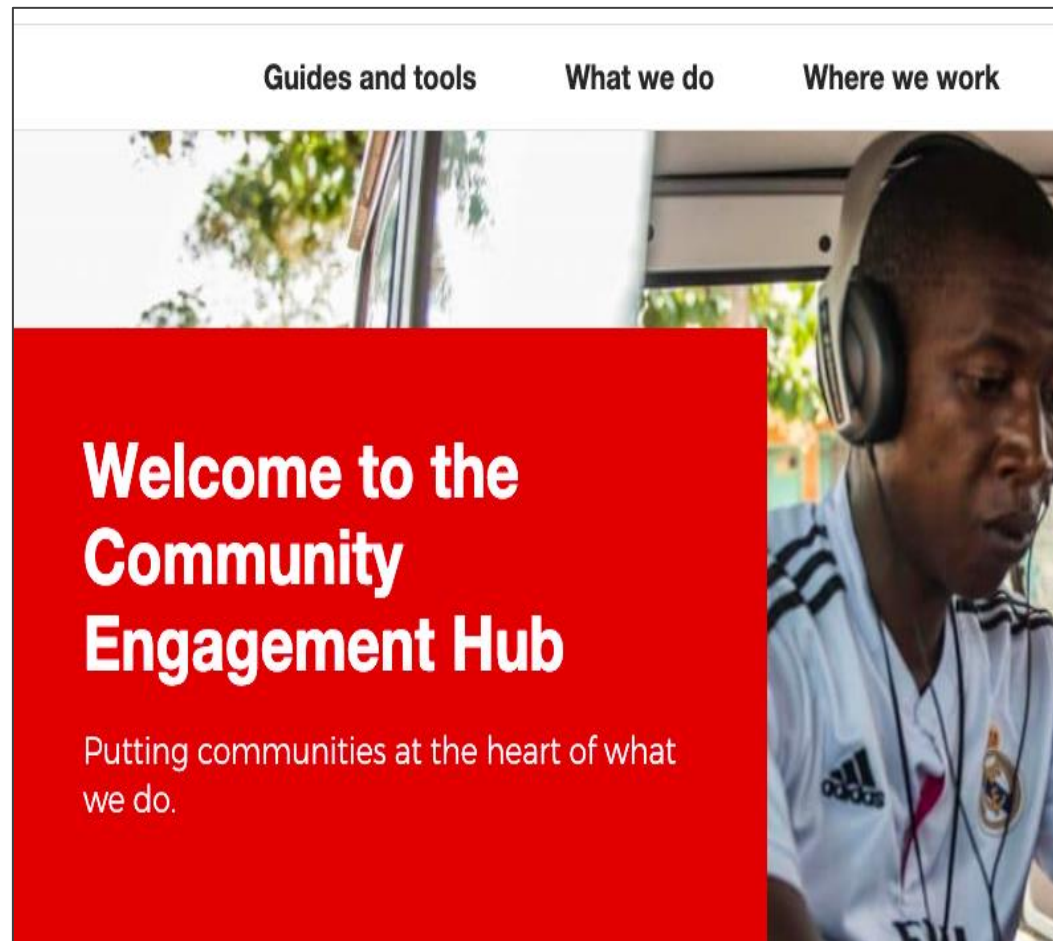 Guides and tools What we do Where we work
Welcome to the
Community
Engagement Hub
Putting communities at the heart of what
we do.
adidas